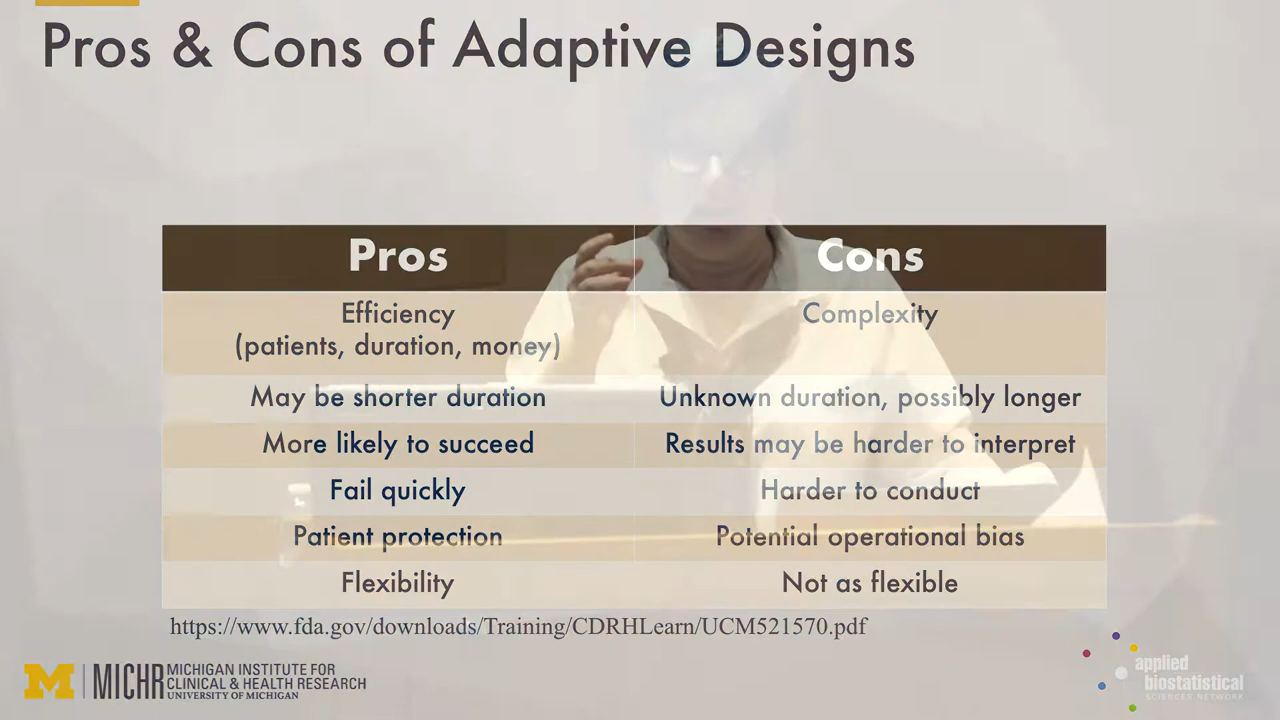 Pros & Cons of Adaptive Designs
Pros
Cons
Efficiency
(patients, duration, money)
Complexity
May be shorter duration
Unknown duration, possibly longer
More likely to succeed
Results may be harder to interpret
Fail quickly
Harder to conduct
Patient protection
Potential operational bias
Flexibility
Not as flexible
https://www.fda.gov/downloads/Training/CDRHLearn/UCM521570.pdf
M
MICHR
MICHIGAN INSTITUTE FOR
CLINICAL & HEALTH RESEARCH
UNIVERSITY OF MICHIGAN
applied
biostatistical
SCIENCES NETWORK